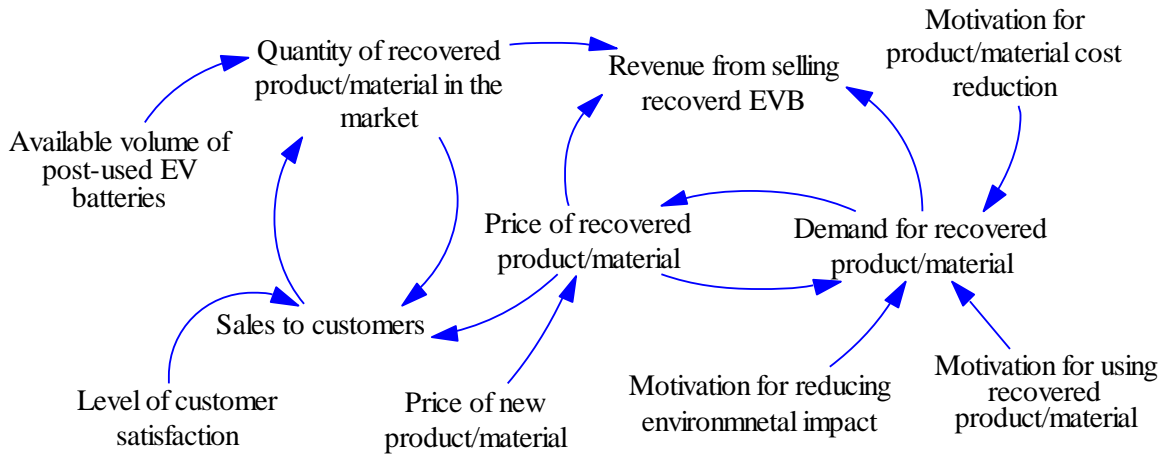 Quantity of recovered
product/material in the
market
Revenue from selling
recoverd EVB
Motivation for
product/material cost
reduction
Available volume of
post-used EV
batteries
Price of recovered
product/material
Demand for recovered
product/material
Sales to customers
Level of customer
satisfaction
Price of new
product/material
Motivation for reducing
environmnetal impact
Motivation for using
recovered
product/material